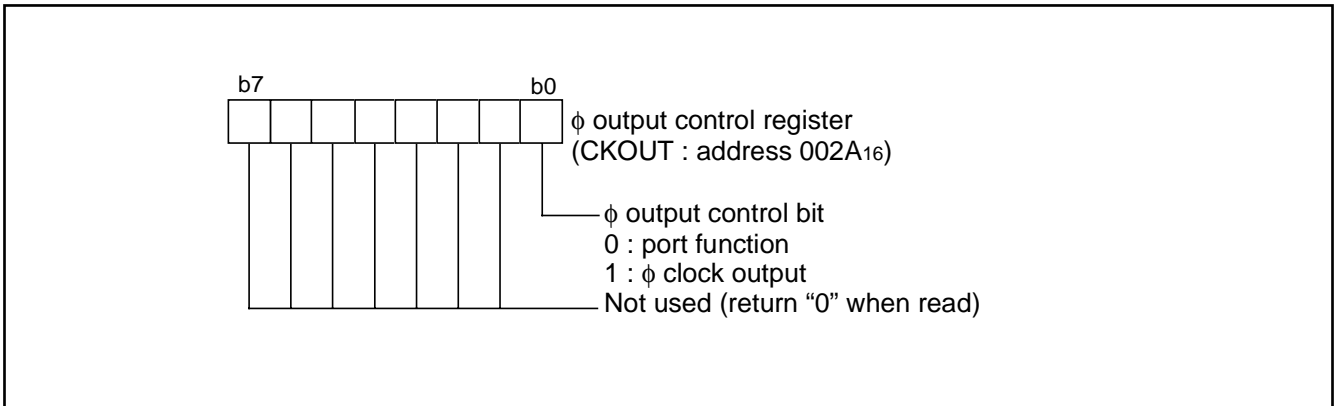 b7 b0
ϕ output control register
(CKOUT : address 002A16)
ϕ output control bit
0 : port function
1 : ϕ clock output
Not used (return “0” when read)